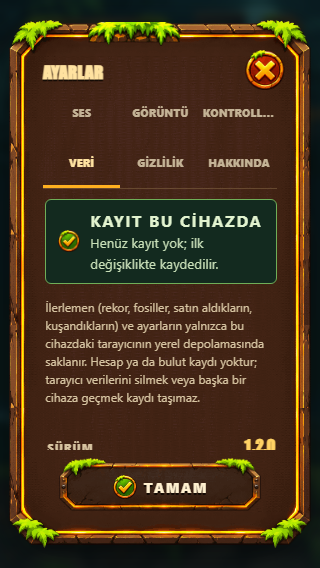 AYARLAR
SES GÖRÜNTÜ KONTROLL...
VERİ GİZLİLİK HAKKINDA
KAYIT BU CİHAZDA
Henüz kayıt yok; ilk
değişiklikte kaydedilir.
İlerlemen (rekor, fosiller, satın aldıkların,
kuşandıkların) ve ayarların yalnızca bu
cihazdaki tarayıcının yerel depolamasında
saklanır. Hesap ya da bulut kaydı yoktur;
tarayıcı verilerini silmek veya başka bir
cihaza geçmek kaydı taşımaz.
SÜRÜM 1.2.0
TAMAM